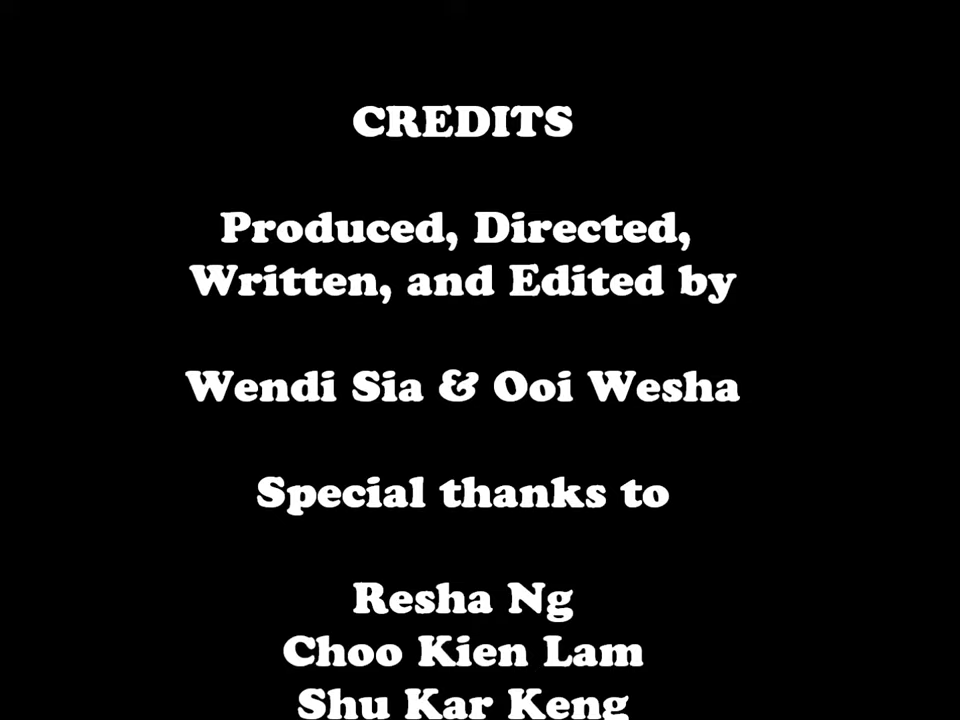 CREDITS
Produced, Directed,
Written, and Edited by
Wendi Sia & Ooi Wesha
Special thanks to
Resha Ng
Choo Kien Lam
Shu Kar Keng